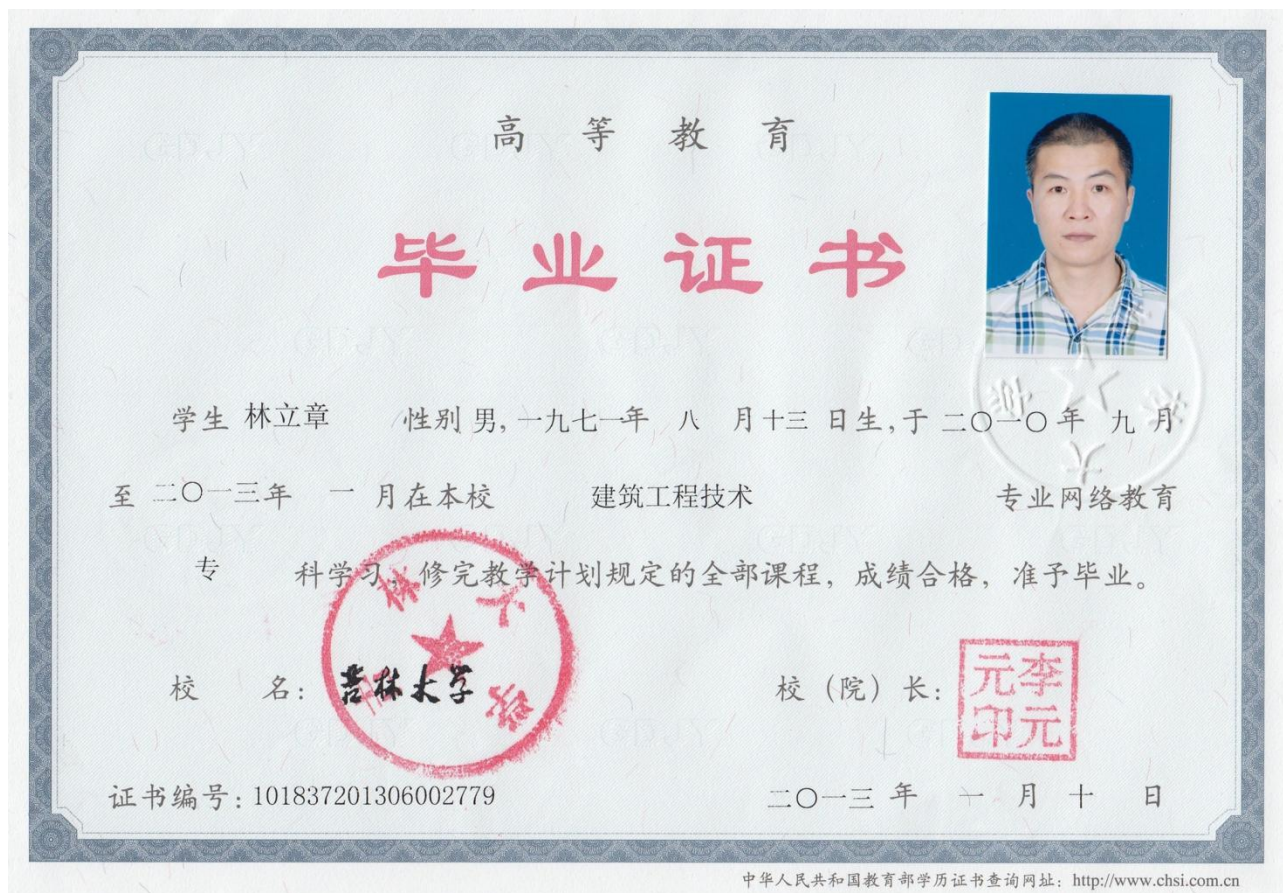 高等教育
毕业证书
学生 林立章 性别 男, 一九七一年 八 月 十三 日生, 于 二〇一〇年 九 月
至 二〇一三年 一 月在本校 建筑工程技术 专业网络教育
专 科学习, 修完教学计划规定的全部课程, 成绩合格, 准予毕业。
校 名: 吉林大学
吉林大学
校（院）长:
李元元印
证书编号: 101837201306002779
二〇一三 年 一 月 十 日
中华人民共和国教育部学历证书查询网址: http://www.chsi.com.cn